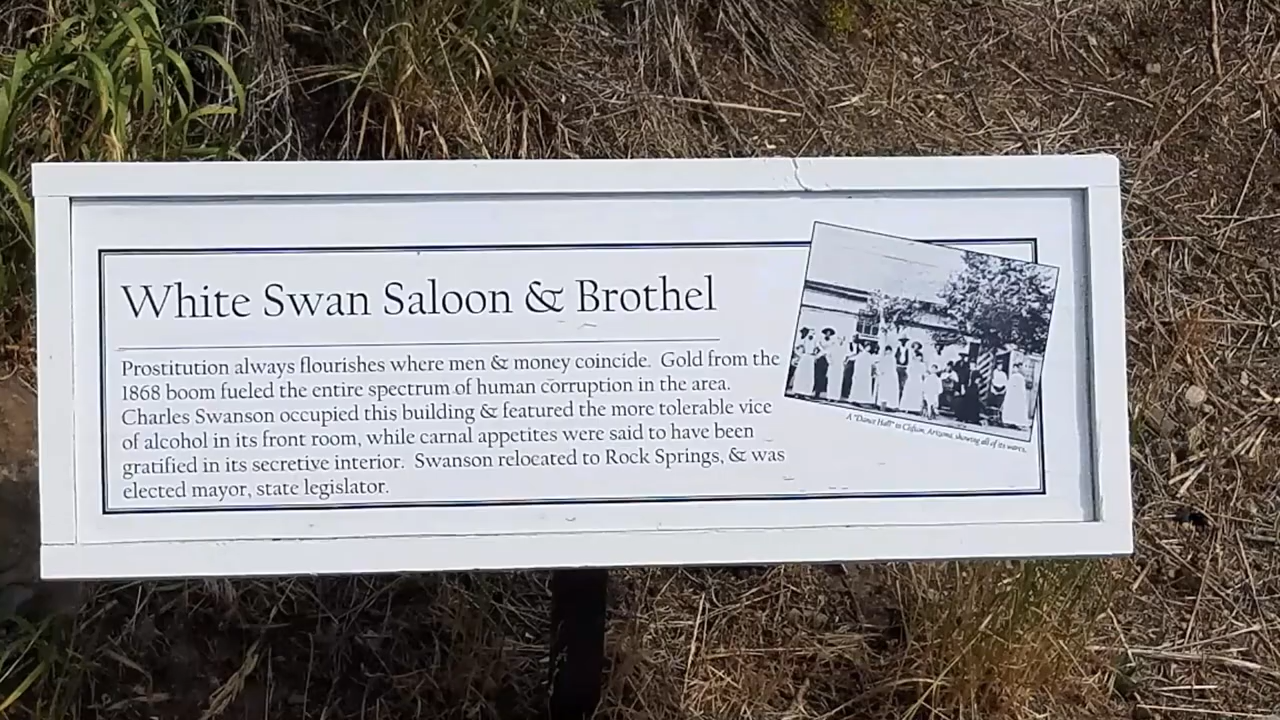 White Swan Saloon & Brothel
Prostitution always flourishes where men & money coincide. Gold from the
1868 boom fueled the entire spectrum of human corruption in the area.
Charles Swanson occupied this building & featured the more tolerable vice
of alcohol in its front room, while carnal appetites were said to have been
gratified in its secretive interior. Swanson relocated to Rock Springs, & was
elected mayor, state legislator.
A "Dance Hall" in Clifton, Arizona, showing all of its wares.